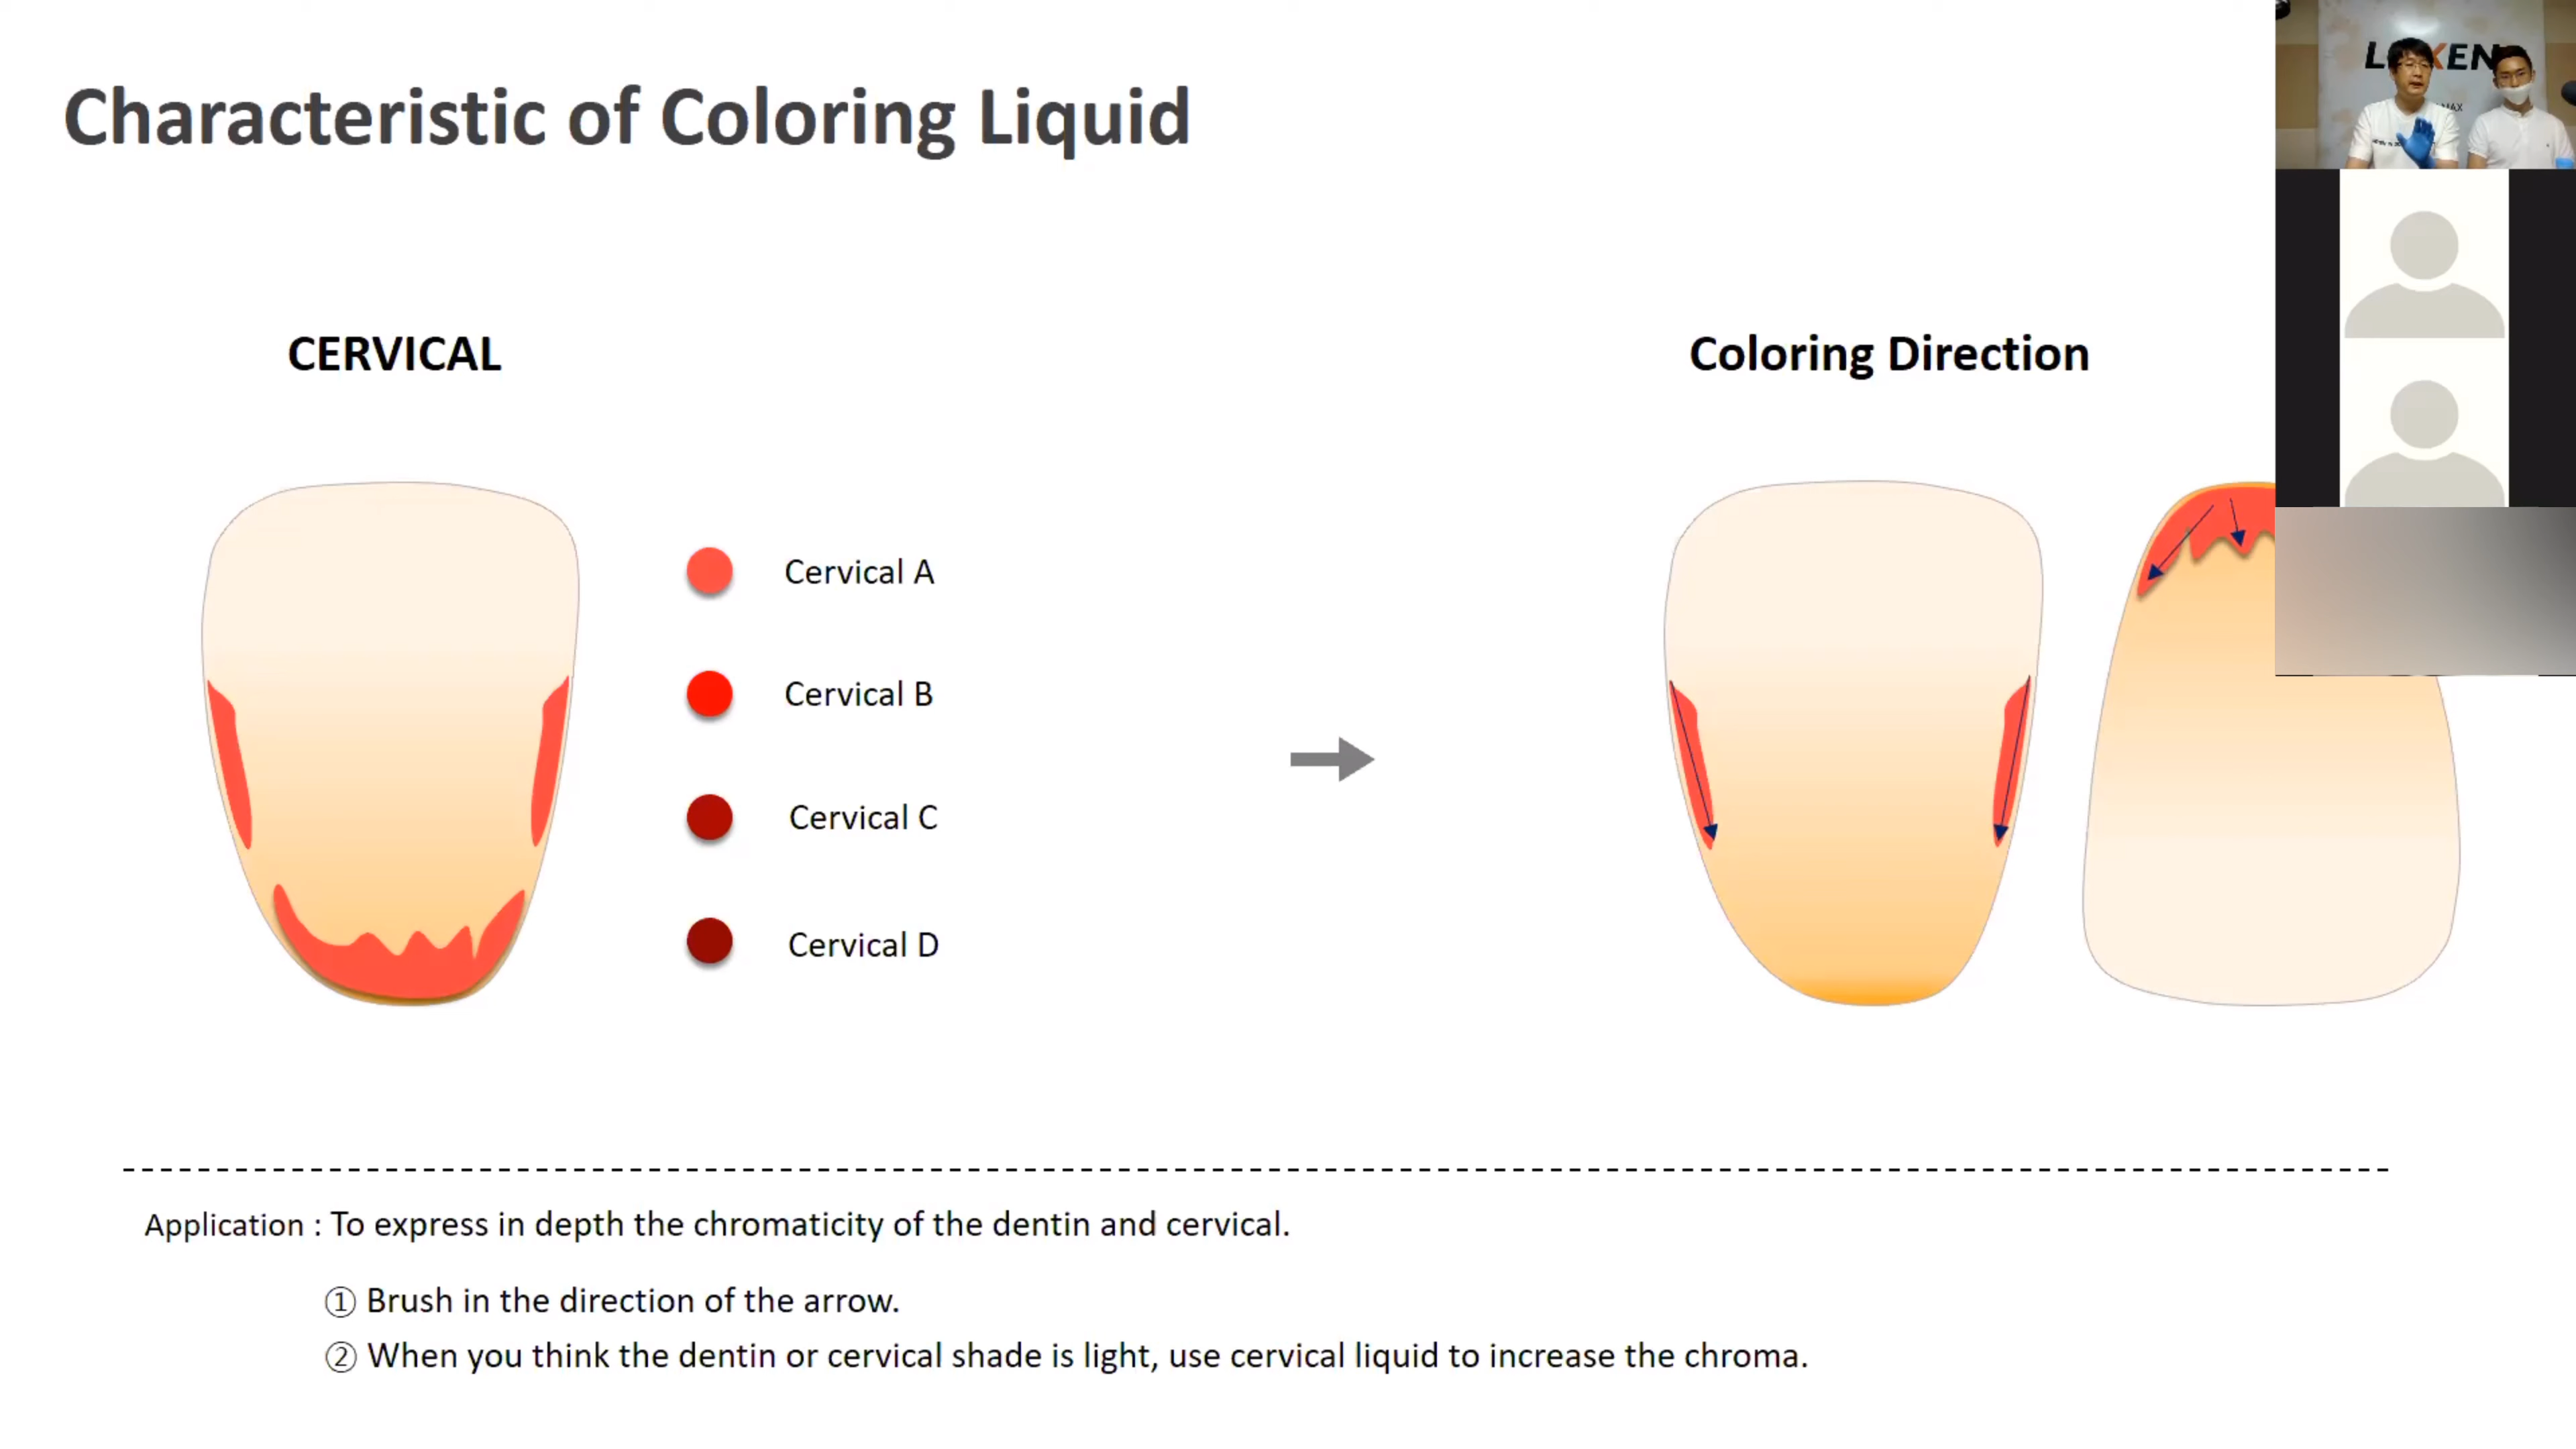 Characteristic of Coloring Liquid
CERVICAL
Coloring Direction
Cervical A
Cervical B
Cervical C
Cervical D
Application : To express in depth the chromaticity of the dentin and cervical.
① Brush in the direction of the arrow.
② When you think the dentin or cervical shade is light, use cervical liquid to increase the chroma.